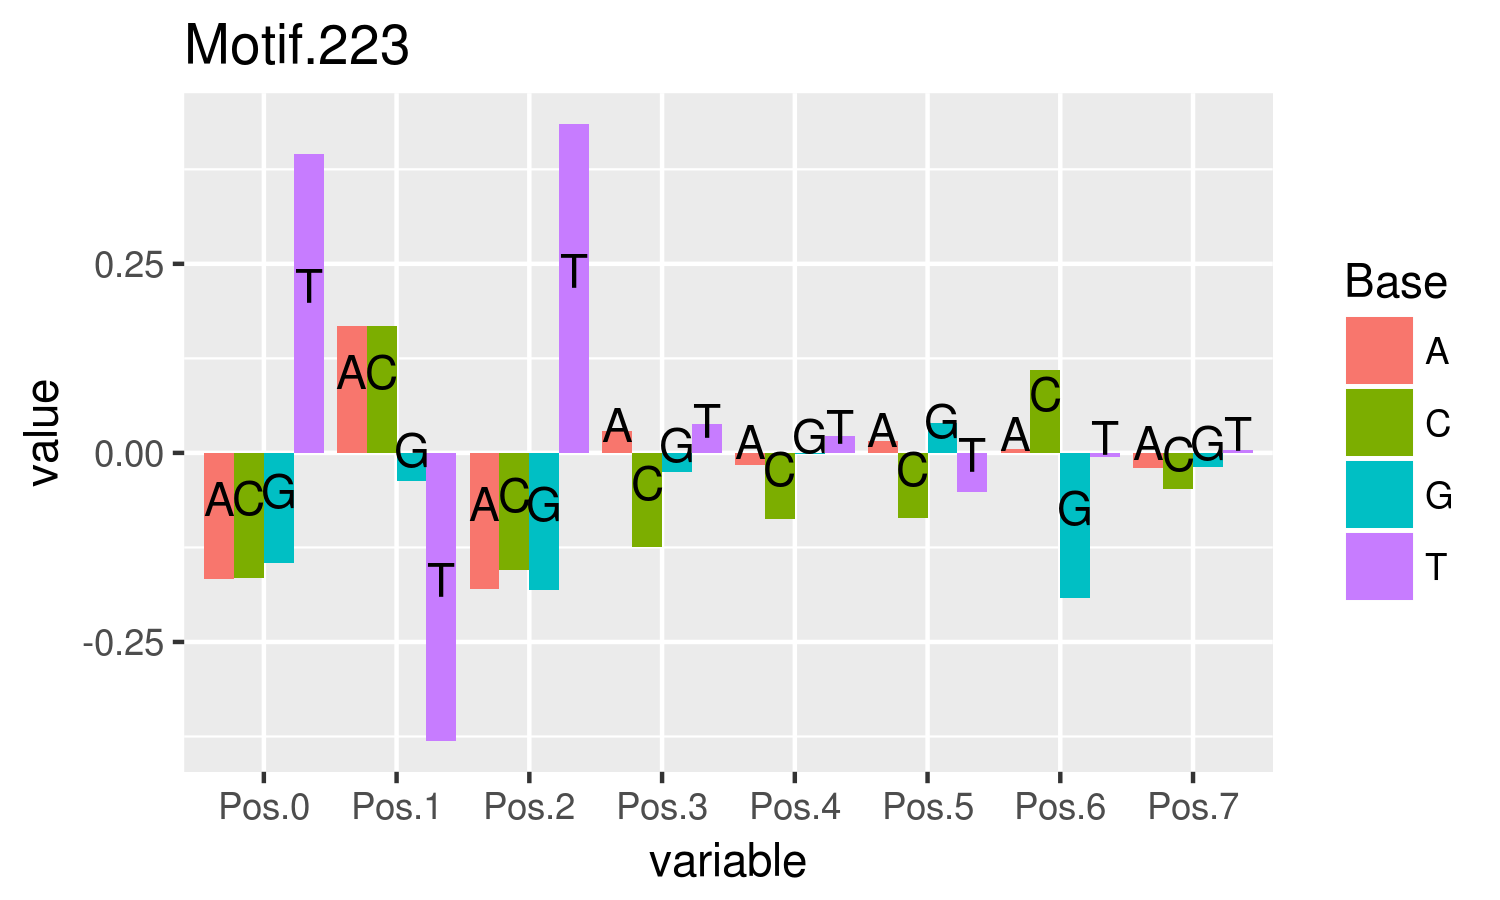 Motif.223
0.25
0.00
-0.25
value
A C G T A C G T A C G T A C G T A C G T A C G T A C G T A C G T
Pos.0 Pos.1 Pos.2 Pos.3 Pos.4 Pos.5 Pos.6 Pos.7
variable
Base
A
C
G
T